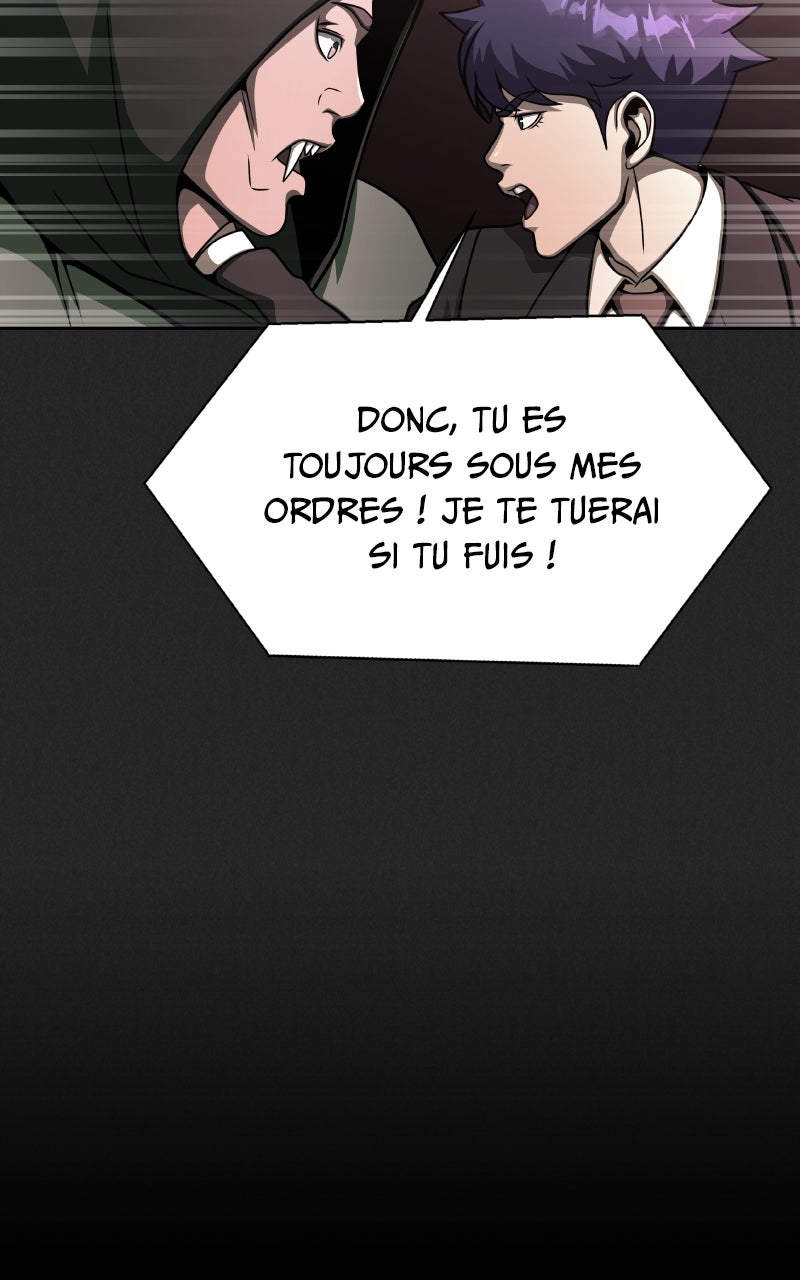 DONC, TU ES
TOUJOURS SOUS MES
ORDRES ! JE TE TUERAI
SI TU FUIS !